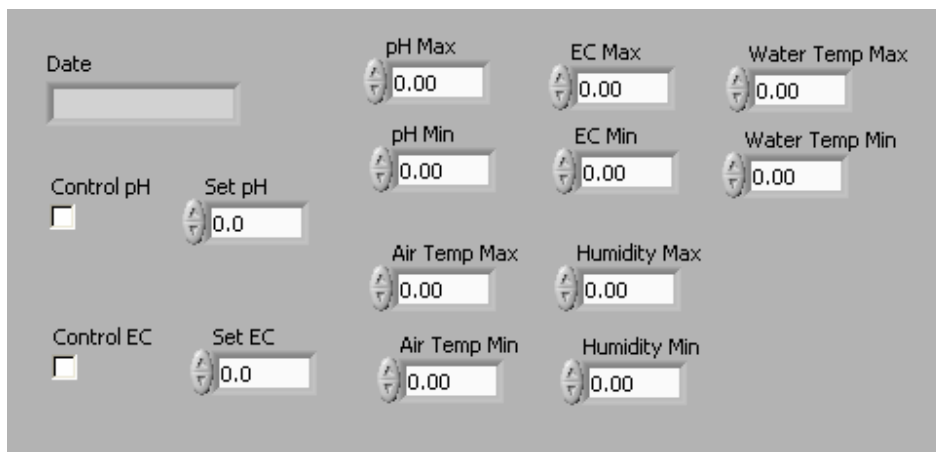 Date
pH Max
0.00
EC Max
0.00
Water Temp Max
0.00
pH Min
0.00
EC Min
0.00
Water Temp Min
0.00
Control pH
Set pH
0.0
Air Temp Max
0.00
Humidity Max
0.00
Control EC
Set EC
0.0
Air Temp Min
0.00
Humidity Min
0.00